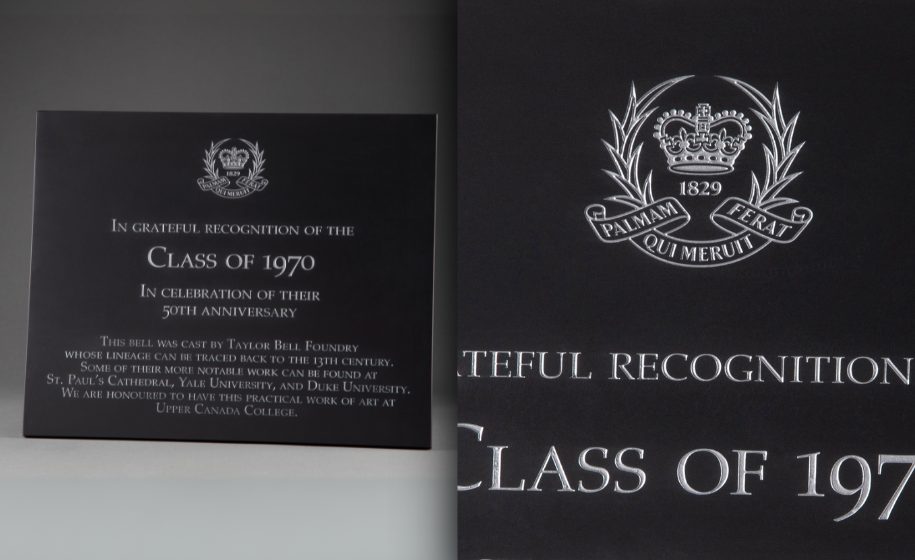 1829
PALMAM FERAT
QUI MERUIT
IN GRATEFUL RECOGNITION OF THE
CLASS OF 1970
IN CELEBRATION OF THEIR
50TH ANNIVERSARY
THIS BELL WAS CAST BY TAYLOR BELL FOUNDRY
WHOSE LINEAGE CAN BE TRACED BACK TO THE 13TH CENTURY.
SOME OF THEIR MORE NOTABLE WORK CAN BE FOUND AT
ST. PAUL'S CATHEDRAL, YALE UNIVERSITY, AND DUKE UNIVERSITY.
WE ARE HONOURED TO HAVE THIS PRACTICAL WORK OF ART AT
UPPER CANADA COLLEGE.
1829
PALMAM FERAT
QUI MERUIT
TEFUL RECOGNITION
CLASS OF 197